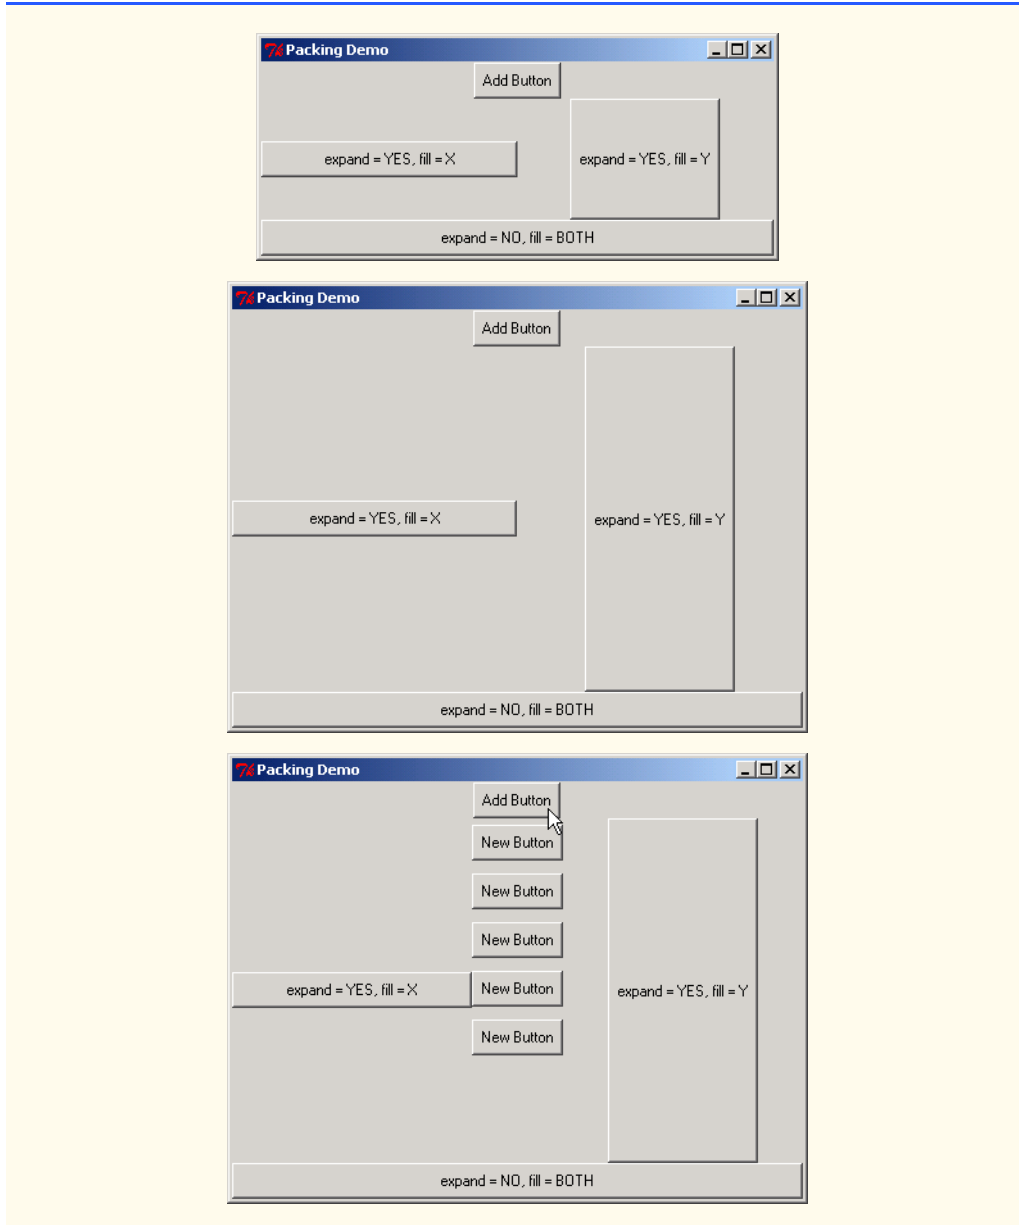 Packing Demo
Add Button
expand = YES, fill = X
expand = YES, fill = Y
expand = NO, fill = BOTH
Packing Demo
Add Button
expand = YES, fill = X
expand = YES, fill = Y
expand = NO, fill = BOTH
Packing Demo
Add Button
New Button
New Button
New Button
expand = YES, fill = X
New Button
expand = YES, fill = Y
New Button
expand = NO, fill = BOTH